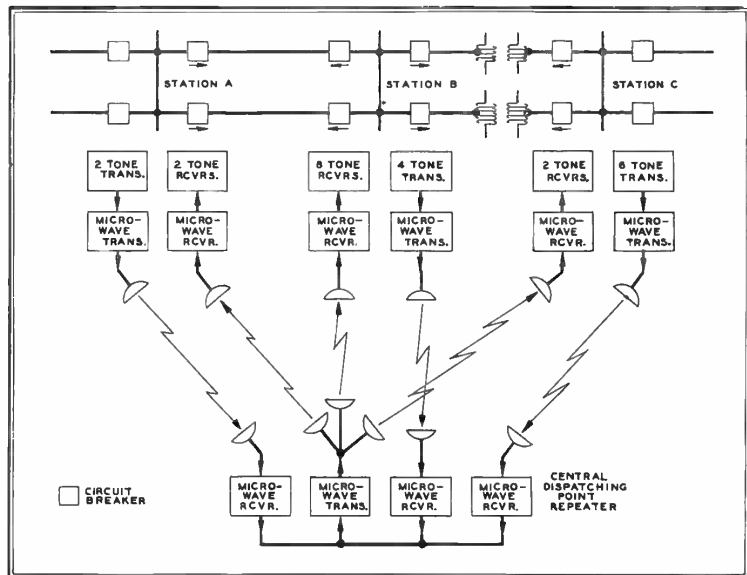 STATION A
STATION B
STATION C
2 TONE
TRANS.
2 TONE
RCVRS.
8 TONE
RCVRS.
4 TONE
TRANS.
2 TONE
RCVRS.
6 TONE
TRANS.
MICRO-
WAVE
TRANS.
MICRO-
WAVE
RCVR.
MICRO-
WAVE
RCVR.
MICRO-
WAVE
TRANS.
MICRO-
WAVE
RCVR.
MICRO-
WAVE
TRANS.
CIRCUIT
BREAKER
MICRO-
WAVE
RCVR.
MICRO-
WAVE
TRANS.
MICRO-
WAVE
RCVR.
MICRO-
WAVE
RCVR.
CENTRAL
DISPATCHING
POINT
REPEATER